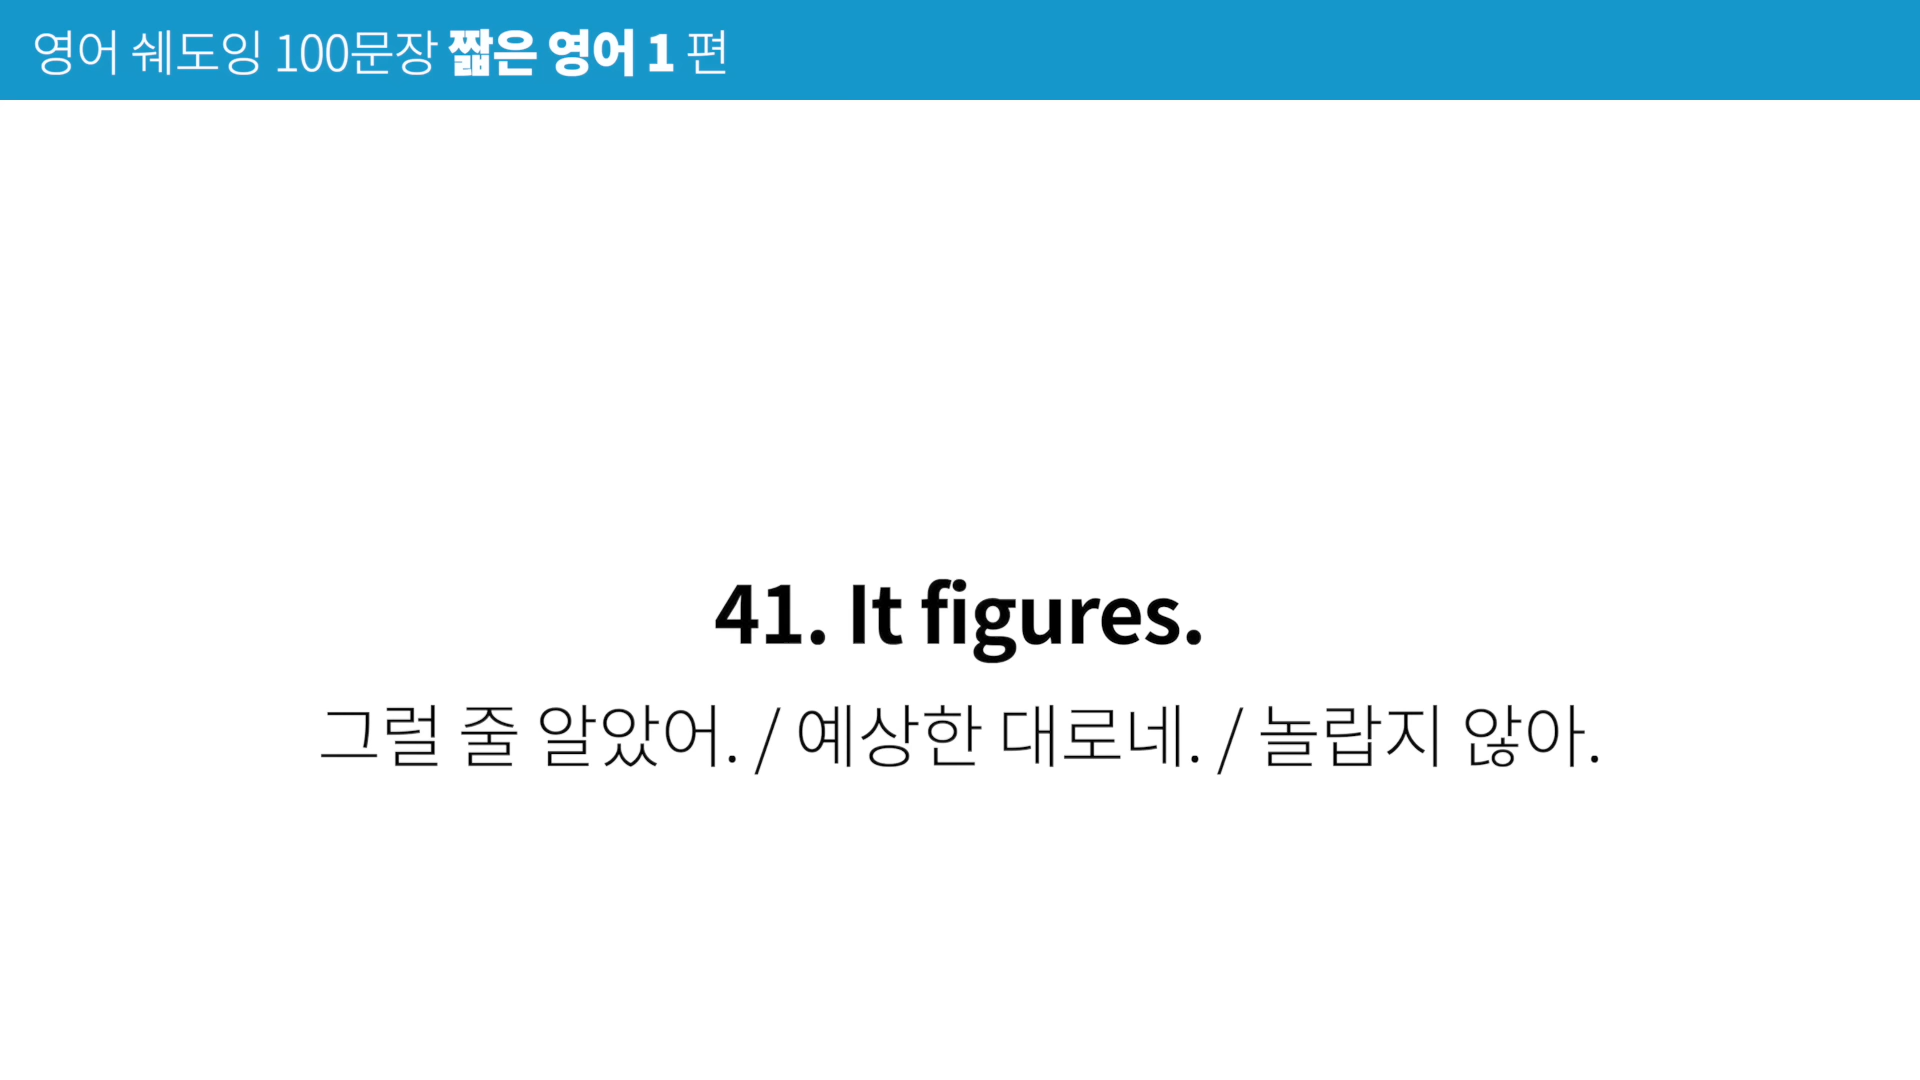 영어 쉐도잉 100문장 짧은 영어 1 편
41. It figures.
그럴 줄 알았어. / 예상한 대로네. / 놀랍지 않아.